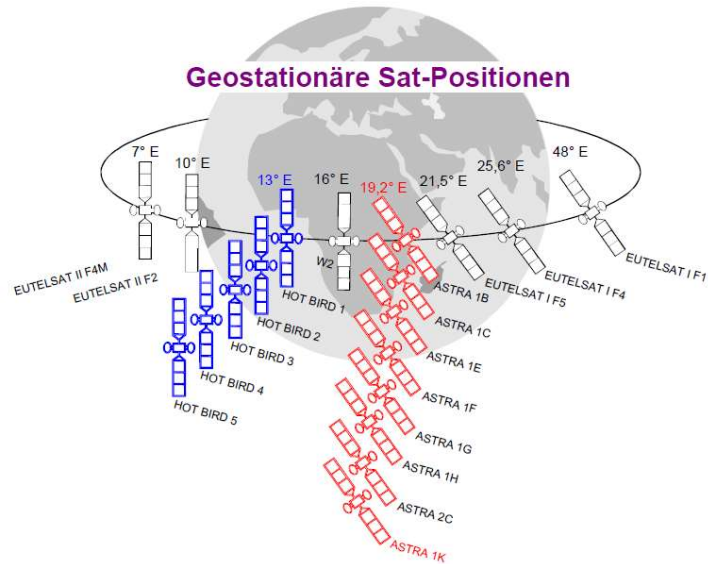 Geostationäre Sat-Positionen
7° E
10° E
13° E
16° E
19,2° E
21,5° E
25,6° E
48° E
EUTELSAT II F4M
EUTELSAT II F2
HOT BIRD 1
HOT BIRD 2
HOT BIRD 3
HOT BIRD 4
HOT BIRD 5
W2
ASTRA 1B
ASTRA 1C
ASTRA 1E
ASTRA 1F
ASTRA 1G
ASTRA 1H
ASTRA 2C
ASTRA 1K
EUTELSAT I F5
EUTELSAT I F4
EUTELSAT I F1